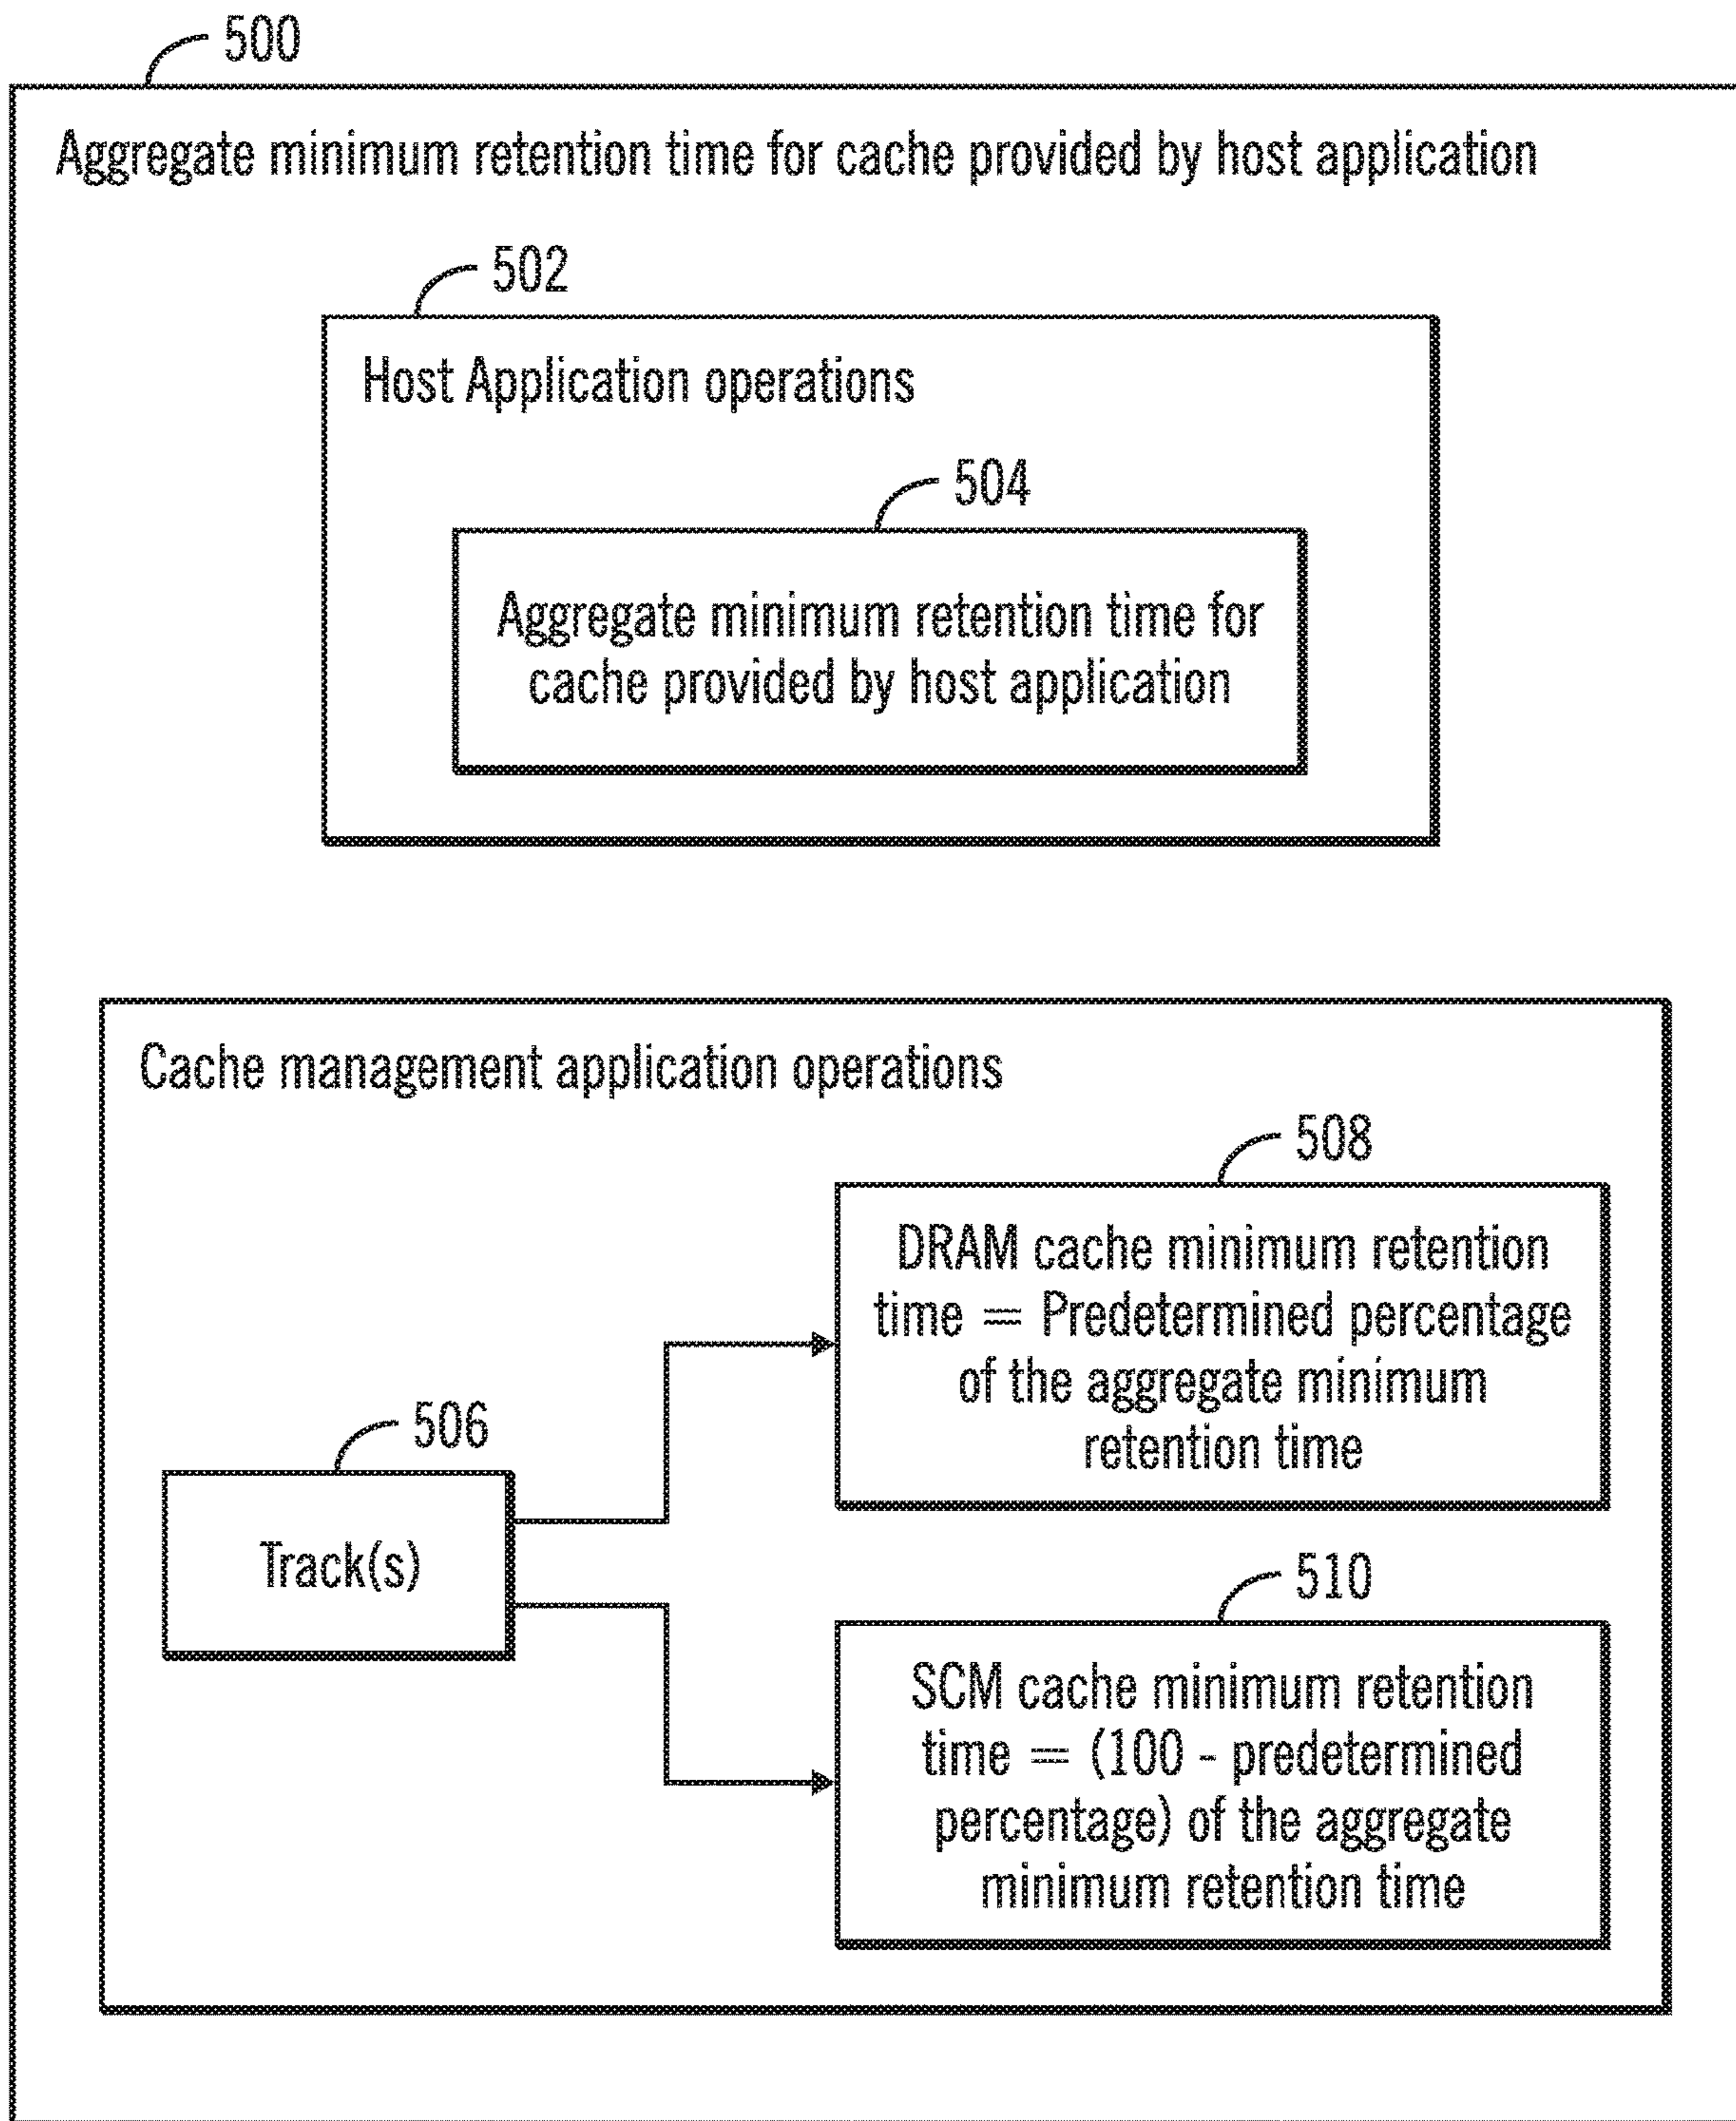 500
Aggregate minimum retention time for cache provided by host application
502
Host Application operations
504
Aggregate minimum retention time for
cache provided by host application
Cache management application operations
508
DRAM cache minimum retention
time = Predetermined percentage
of the aggregate minimum
retention time
506
Track(s)
510
SCM cache minimum retention
time = (100 - predetermined
percentage) of the aggregate
minimum retention time